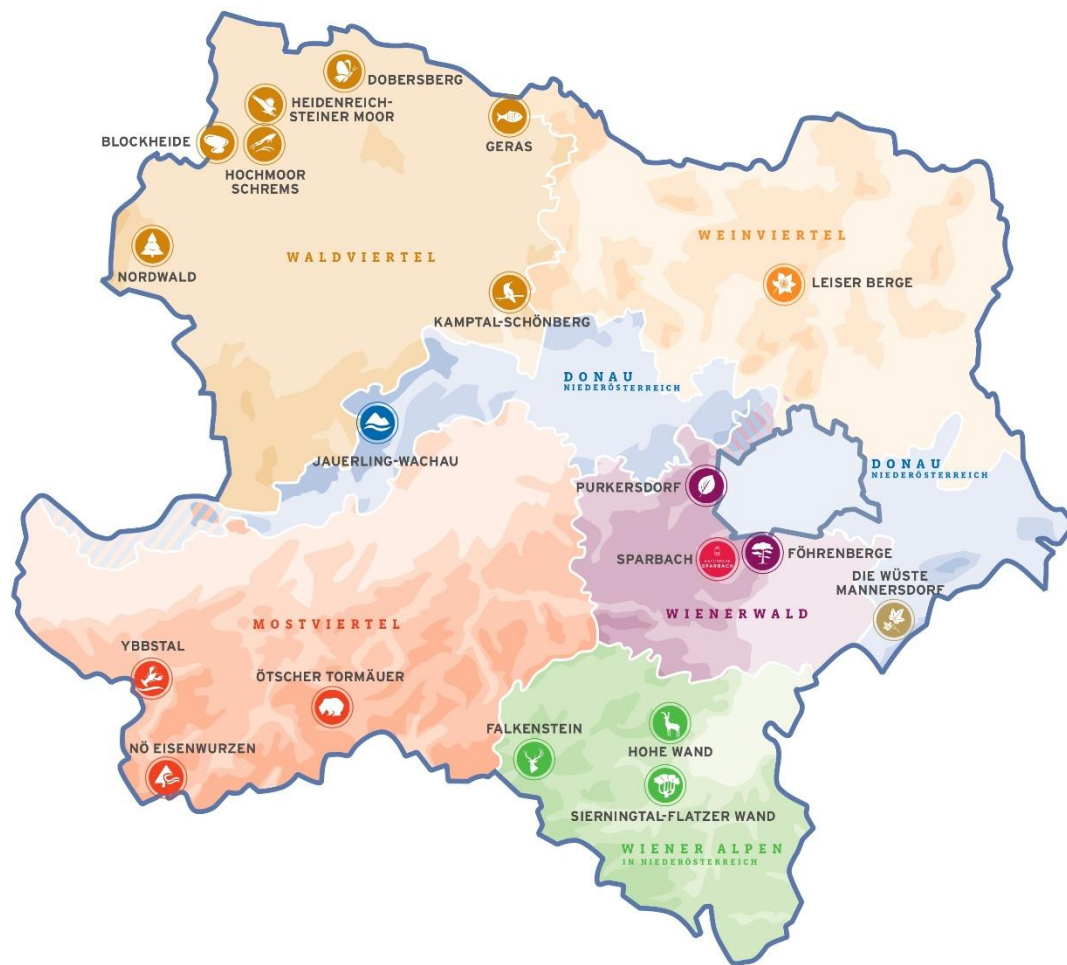 DOBERSBERG
HEIDENREICH-
STEINER MOOR
BLOCKHEIDE
HOCHMOOR
SCHREMS
GERAS
NORDWALD
WALDVIERTEL
WEINVIERTEL
LEISER BERGE
KAMPTAL-SCHÖNBERG
DONAU
NIEDERÖSTERREICH
JAUERLING-WACHAU
DONAU
NIEDERÖSTERREICH
PURKERSDORF
SPARBACH
NATURPARK
SPARBACH
FÖHRENBERGE
DIE WÜSTE
MANNERSDORF
WIENERWALD
MOSTVIERTEL
YBBSTAL
ÖTSCHER TORMÄUER
NÖ EISENWURZEN
FALKENSTEIN
HOHE WAND
SIERNINGTAL-FLATZER WAND
WIENER ALPEN
IN NIEDERÖSTERREICH